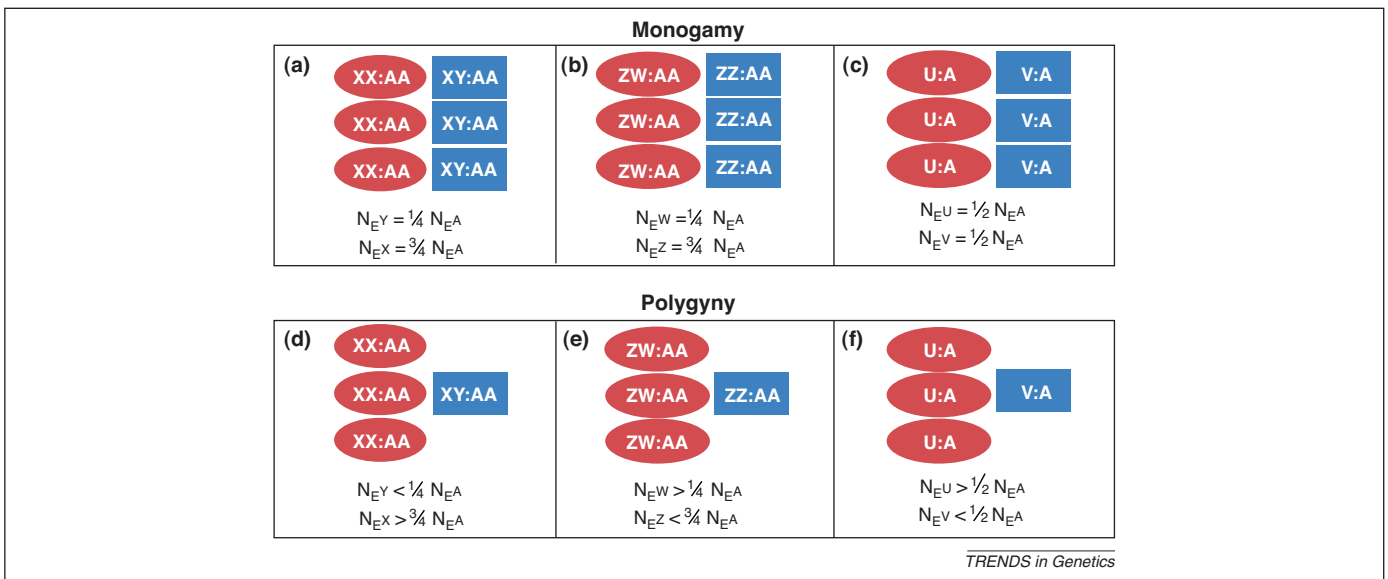 Monogamy
(a) (b) (c)
XX:AA XY:AA ZW:AA ZZ:AA U:A V:A
XX:AA XY:AA ZW:AA ZZ:AA U:A V:A
XX:AA XY:AA ZW:AA ZZ:AA U:A V:A
NEY = ¼ NEA NEW = ¼ NEA NEU = ½ NEA
NEX = ¾ NEA NEZ = ¾ NEA NEV = ½ NEA
Polygyny
(d) (e) (f)
XX:AA ZW:AA U:A
XX:AA XY:AA ZW:AA ZZ:AA U:A V:A
XX:AA ZW:AA U:A
NEY < ¼ NEA NEW > ¼ NEA NEU > ½ NEA
NEX > ¾ NEA NEZ < ¾ NEA NEV < ½ NEA
TRENDS in Genetics